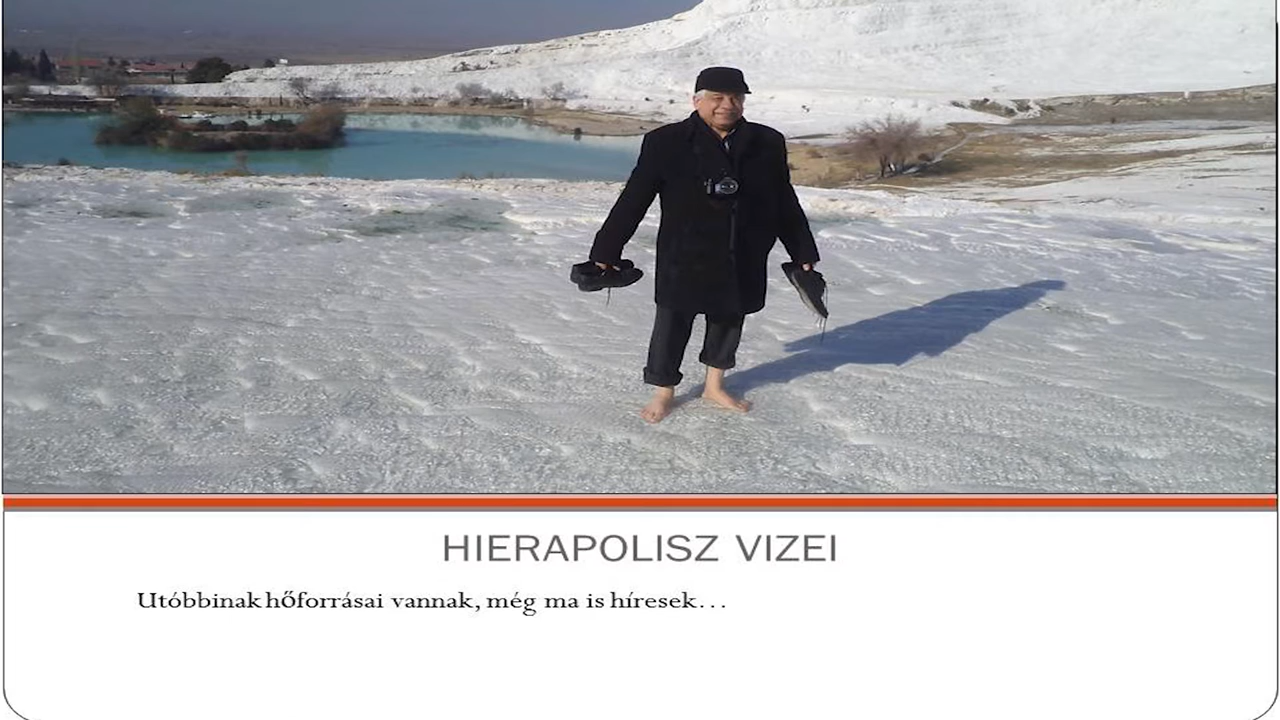 HIERAPOLISZ VIZEI
Utóbbinak hőforrásai vannak, még ma is híresek…